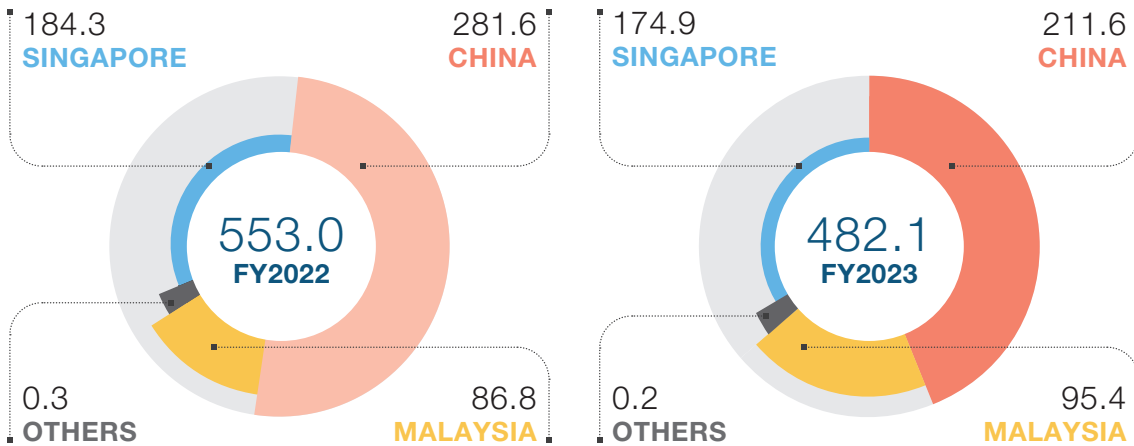 184.3
SINGAPORE
281.6
CHINA
553.0
FY2022
0.3
OTHERS
86.8
MALAYSIA
174.9
SINGAPORE
211.6
CHINA
482.1
FY2023
0.2
OTHERS
95.4
MALAYSIA